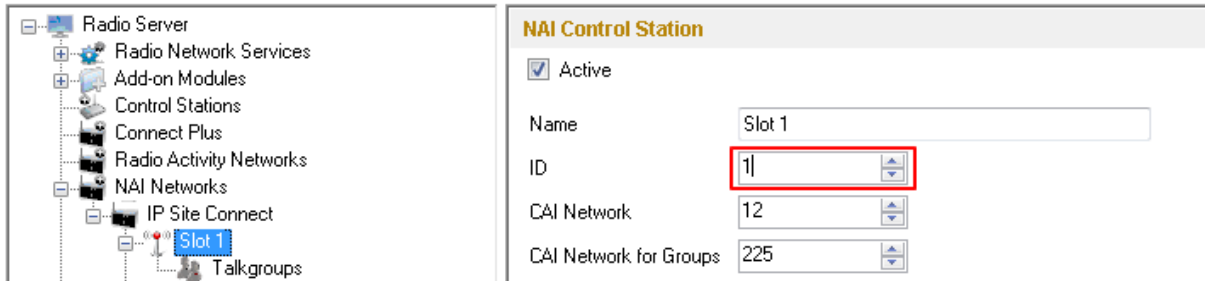 Radio Server
Radio Network Services
Add-on Modules
Control Stations
Connect Plus
Radio Activity Networks
NAI Networks
IP Site Connect
Slot 1
Talkgroups
NAI Control Station
Active
Name Slot 1
ID 1
CAI Network 12
CAI Network for Groups 225